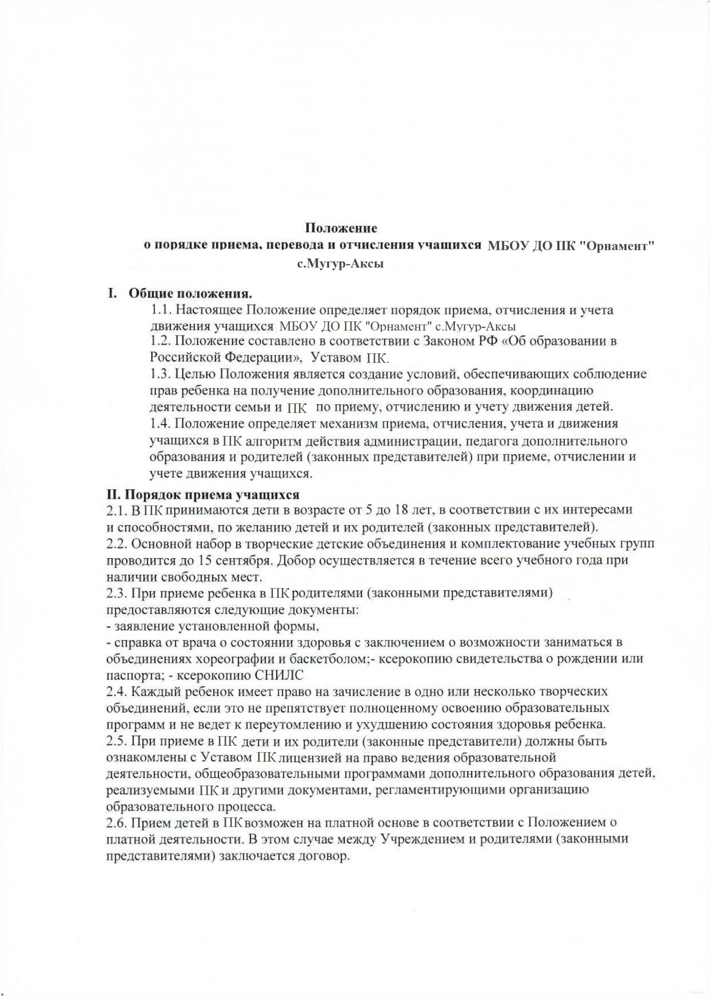 Положение
о порядке приема, перевода и отчисления учащихся МБОУ ДО ПК "Орнамент"
с.Мугур-Аксы
I. Общие положения.
1.1. Настоящее Положение определяет порядок приема, отчисления и учета
движения учащихся МБОУ ДО ПК "Орнамент" с.Мугур-Аксы
1.2. Положение составлено в соответствии с Законом РФ «Об образовании в
Российской Федерации», Уставом ПК.
1.3. Целью Положения является создание условий, обеспечивающих соблюдение
прав ребенка на получение дополнительного образования, координацию
деятельности семьи и ПК по приему, отчислению и учету движения детей.
1.4. Положение определяет механизм приема, отчисления, учета и движения
учащихся в ПК алгоритм действия администрации, педагога дополнительного
образования и родителей (законных представителей) при приеме, отчислении и
учете движения учащихся.
II. Порядок приема учащихся
2.1. В ПК принимаются дети в возрасте от 5 до 18 лет, в соответствии с их интересами
и способностями, по желанию детей и их родителей (законных представителей).
2.2. Основной набор в творческие детские объединения и комплектование учебных групп
проводится до 15 сентября. Добор осуществляется в течение всего учебного года при
наличии свободных мест.
2.3. При приеме ребенка в ПК родителями (законными представителями)
предоставляются следующие документы:
- заявление установленной формы,
- справка от врача о состоянии здоровья с заключением о возможности заниматься в
объединениях хореографии и баскетболом;- ксерокопию свидетельства о рождении или
паспорта; - ксерокопию СНИЛС
2.4. Каждый ребенок имеет право на зачисление в одно или несколько творческих
объединений, если это не препятствует полноценному освоению образовательных
программ и не ведет к переутомлению и ухудшению состояния здоровья ребенка.
2.5. При приеме в ПК дети и их родители (законные представители) должны быть
ознакомлены с Уставом ПК лицензией на право ведения образовательной
деятельности, общеобразовательными программами дополнительного образования детей,
реализуемыми ПК и другими документами, регламентирующими организацию
образовательного процесса.
2.6. Прием детей в ПК возможен на платной основе в соответствии с Положением о
платной деятельности. В этом случае между Учреждением и родителями (законными
представителями) заключается договор.